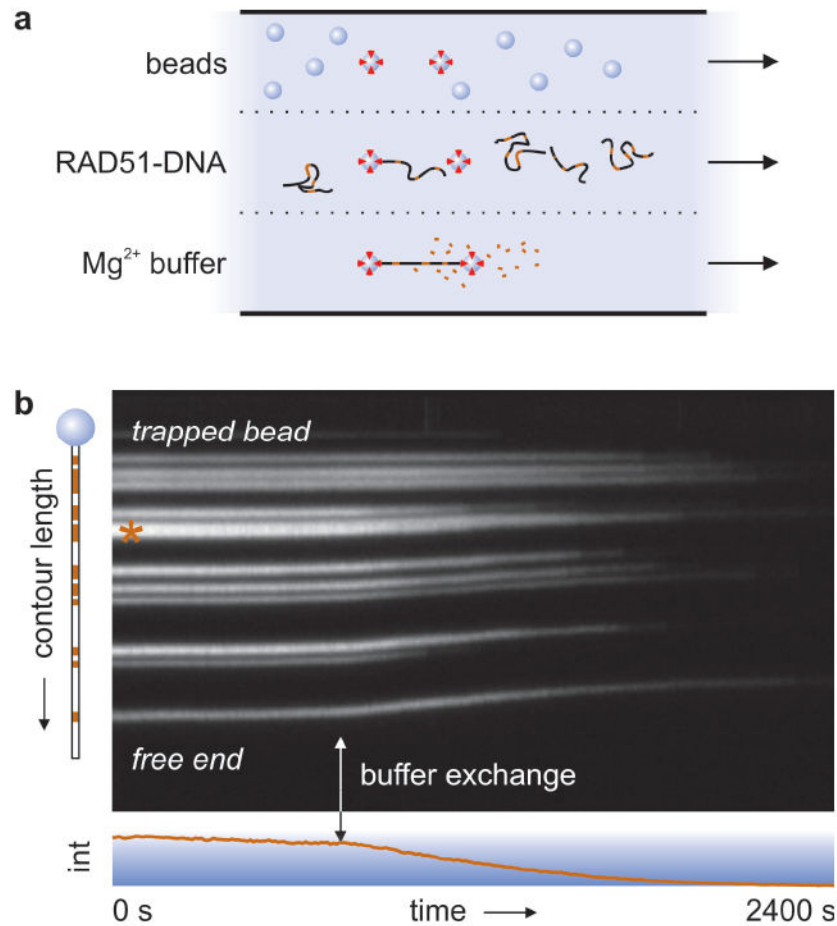 a
beads
RAD51-DNA
Mg²⁺ buffer
b
trapped bead
contour length
*
free end
buffer exchange
int
0 s
time
2400 s